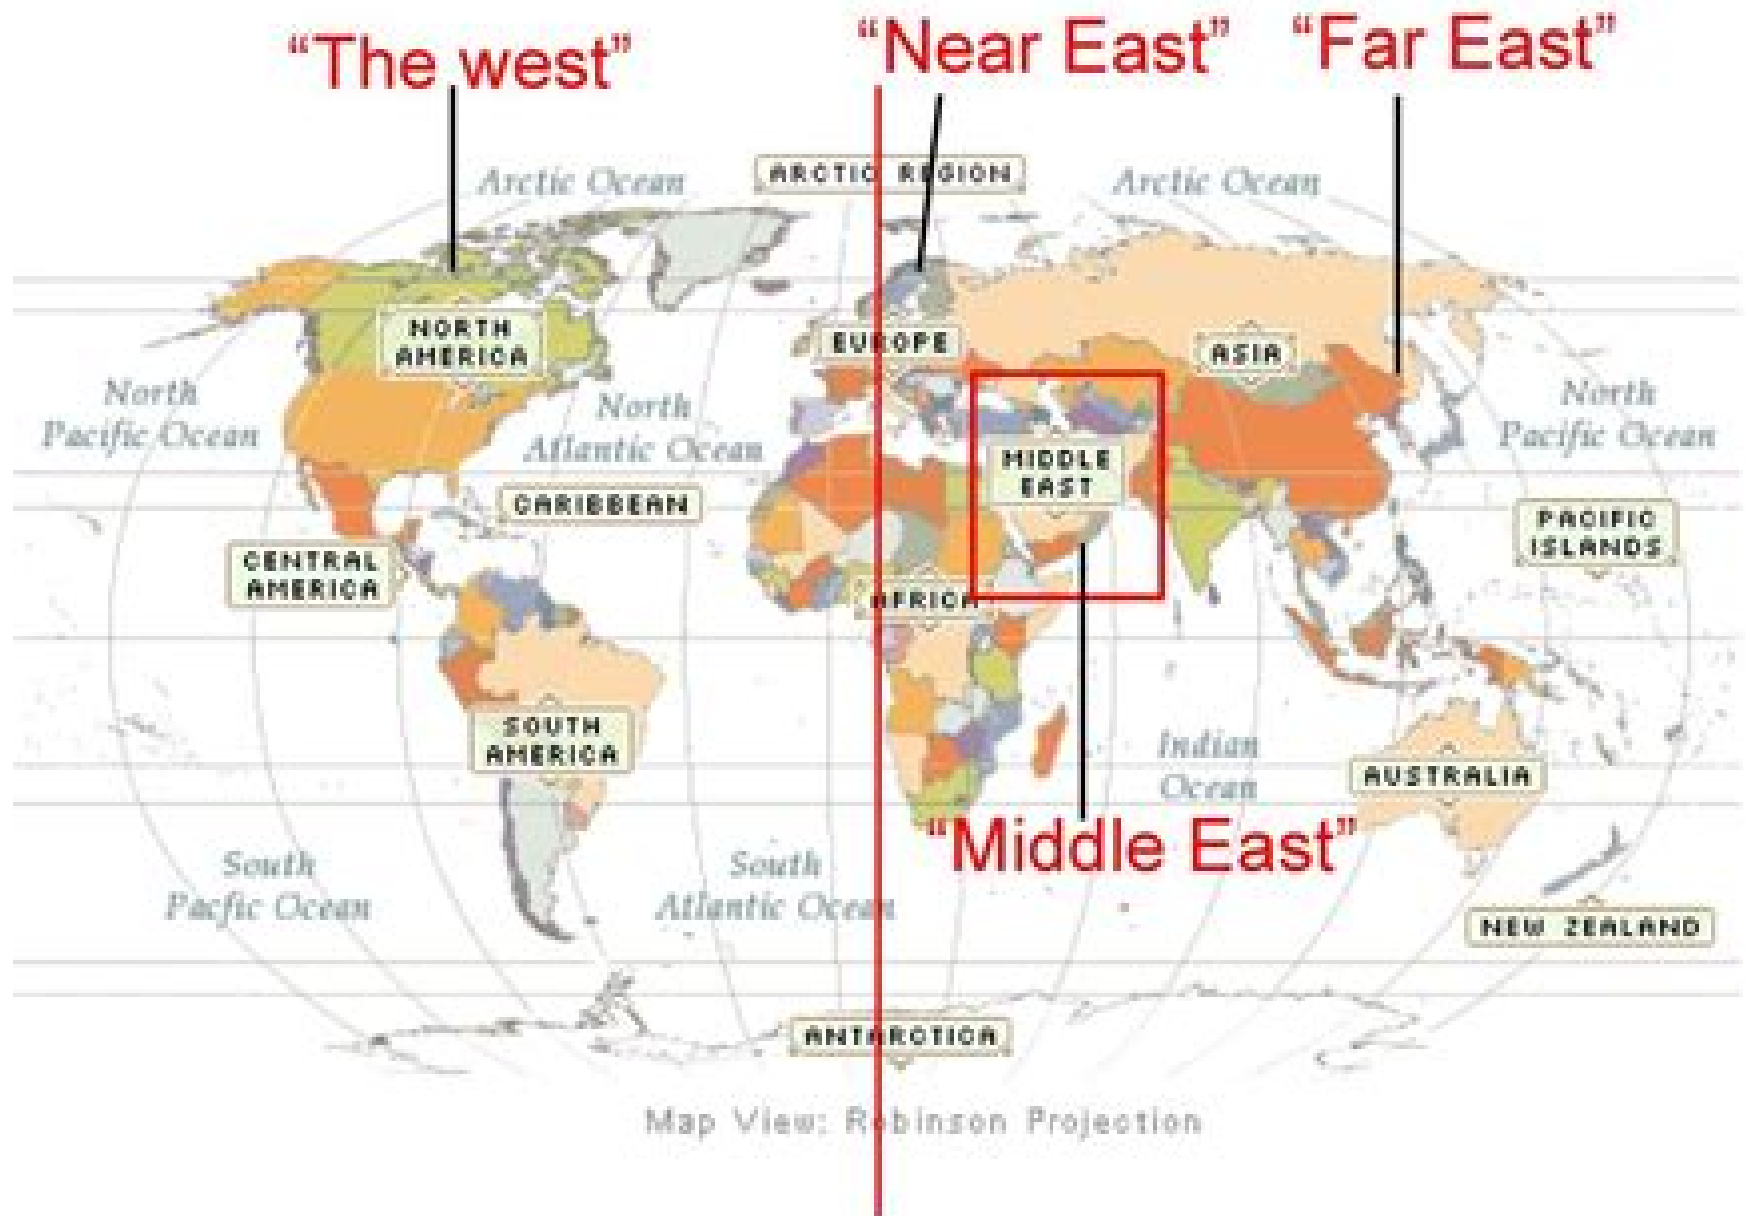 “The west”
“Near East”
“Far East”
Arctic Ocean
ARCTIC REGION
Arctic Ocean
NORTH
AMERICA
EUROPE
ASIA
North
Pacific Ocean
North
Atlantic Ocean
North
Pacific Ocean
MIDDLE
EAST
CARIBBEAN
PACIFIC
ISLANDS
CENTRAL
AMERICA
AFRICA
SOUTH
AMERICA
Indian
Ocean
AUSTRALIA
“Middle East”
South
Pacfic Ocean
South
Atlantic Ocean
NEW ZEALAND
ANTARCTICA
Map View: Robinson Projection